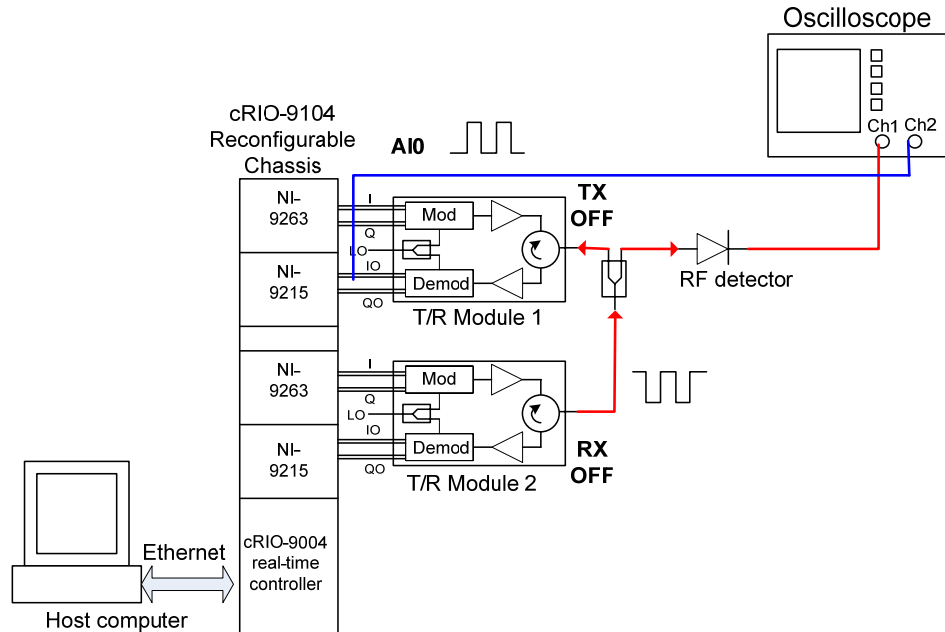 Oscilloscope
Ch1
Ch2
cRIO-9104
Reconfigurable
Chassis
AI0
NI-
9263
I
Q
LO
IO
QO
Mod
Demod
T/R Module 1
TX
OFF
RF detector
NI-
9215
NI-
9263
I
Q
LO
IO
QO
Mod
Demod
T/R Module 2
RX
OFF
NI-
9215
cRIO-9004
real-time
controller
Ethernet
Host computer